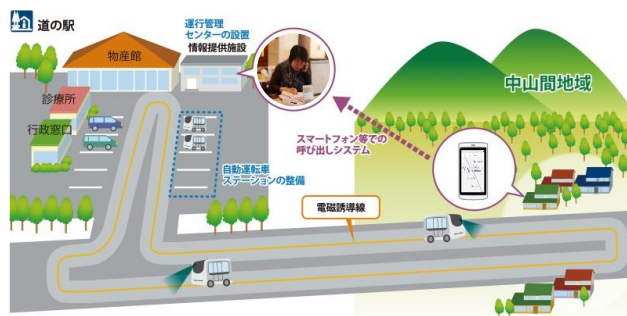 道の駅
運行管理
センターの設置
情報提供施設
物産館
診療所
行政窓口
中山間地域
スマートフォン等での
呼び出しシステム
自動運転車
ステーションの整備
電磁誘導線